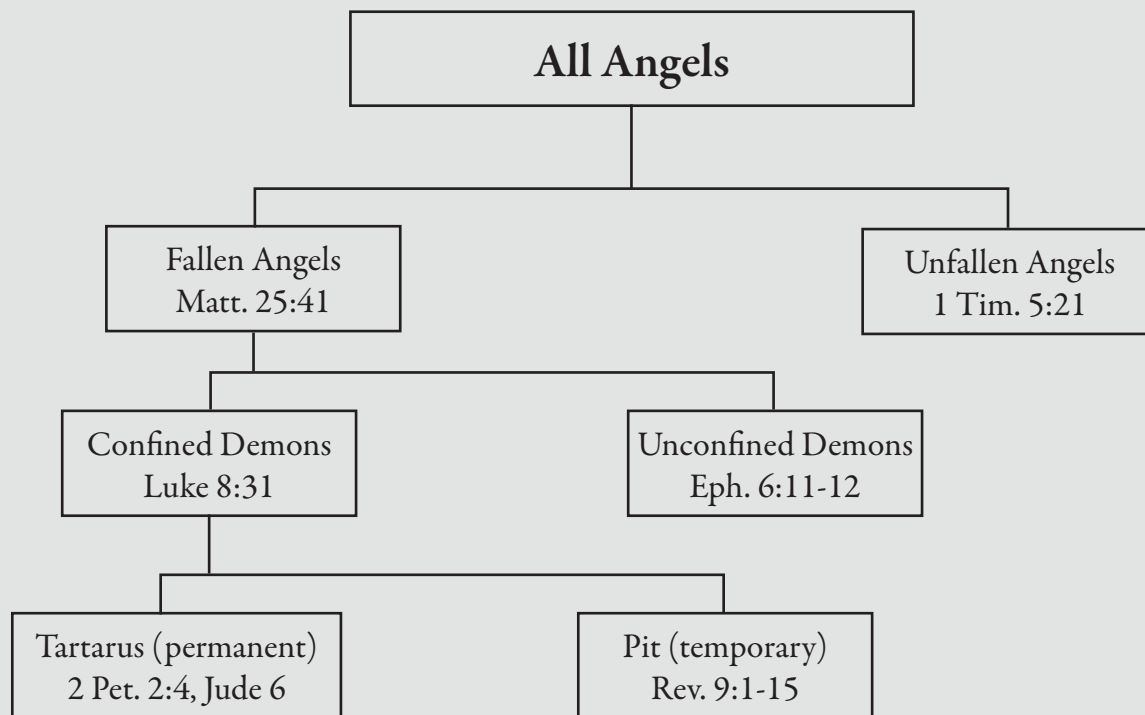 All Angels
Fallen Angels
Matt. 25:41
Unfallen Angels
1 Tim. 5:21
Confined Demons
Luke 8:31
Unconfined Demons
Eph. 6:11-12
Tartarus (permanent)
2 Pet. 2:4, Jude 6
Pit (temporary)
Rev. 9:1-15